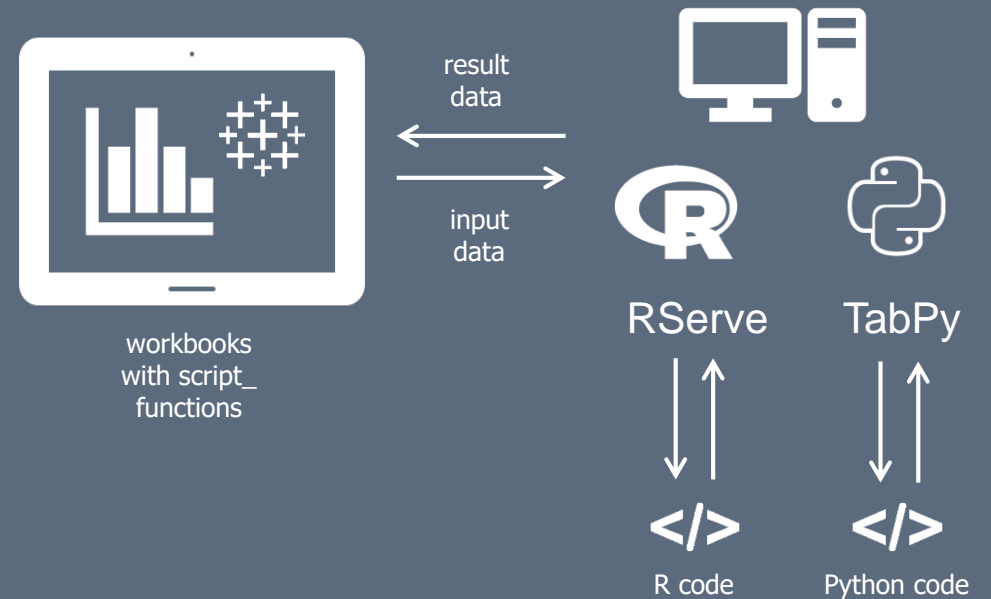 result
data
input
data
workbooks
with script_
functions
R
RServe
TabPy
</>
</>
R code
Python code